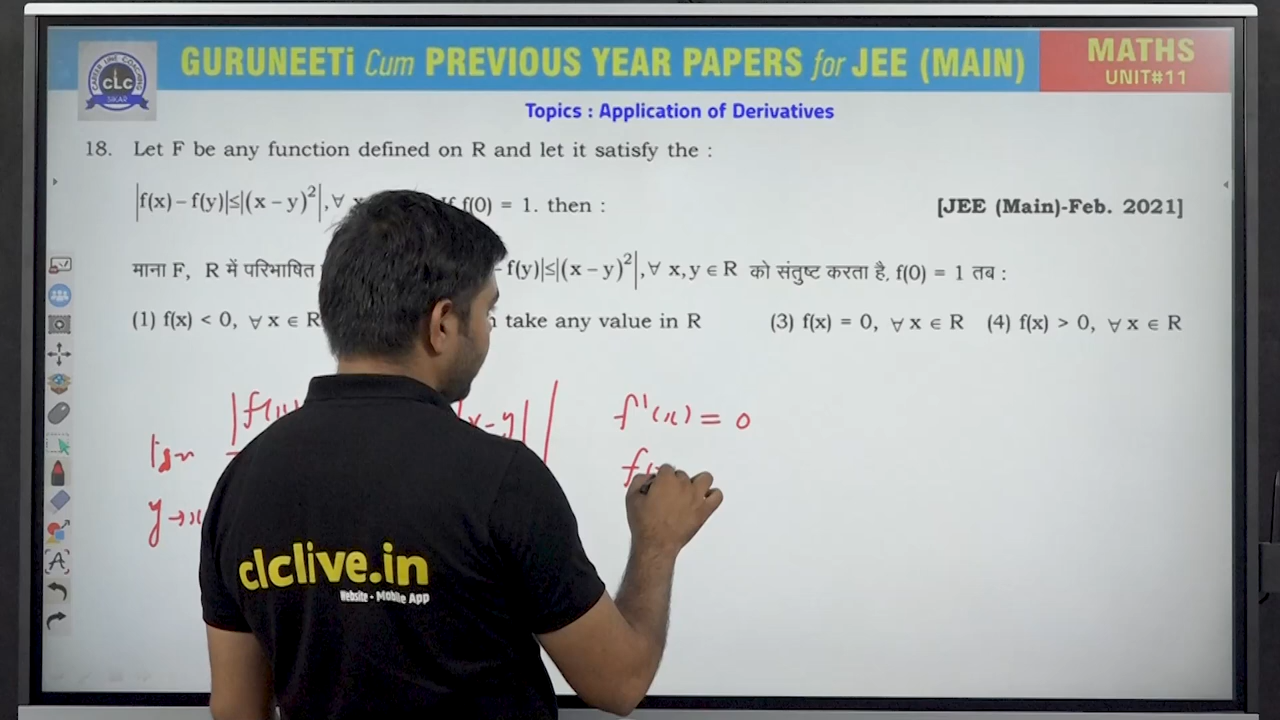 GURUNEETi Cum PREVIOUS YEAR PAPERS for JEE (MAIN)
MATHS
UNIT#11
CLC
SIKAR
Topics : Application of Derivatives
18. Let F be any function defined on R and let it satisfy the :
|f(x) – f(y)| ≤ |(x – y)²|, ∀ f(0) = 1. then :
[JEE (Main)-Feb. 2021]
माना F, R में परिभाषित f(y)| ≤ |(x – y)²|, ∀ x, y ∈ R को संतुष्ट करता है. f(0) = 1 तब :
(1) f(x) < 0, ∀ x ∈ R take any value in R (3) f(x) = 0, ∀ x ∈ R (4) f(x) > 0, ∀ x ∈ R
|x-y| f'(x) = 0
y→x
clclive.in
Website - Mobile App